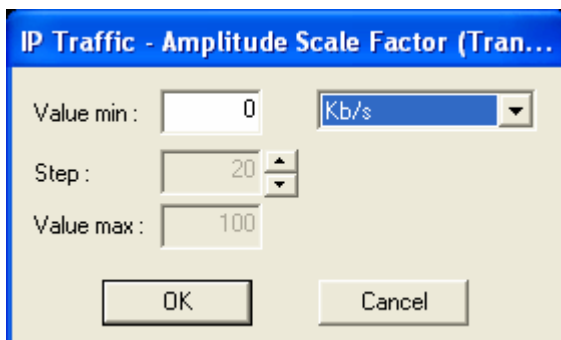 IP Traffic - Amplitude Scale Factor (Tran...
Value min : 0 Kb/s
Step : 20
Value max : 100
OK Cancel